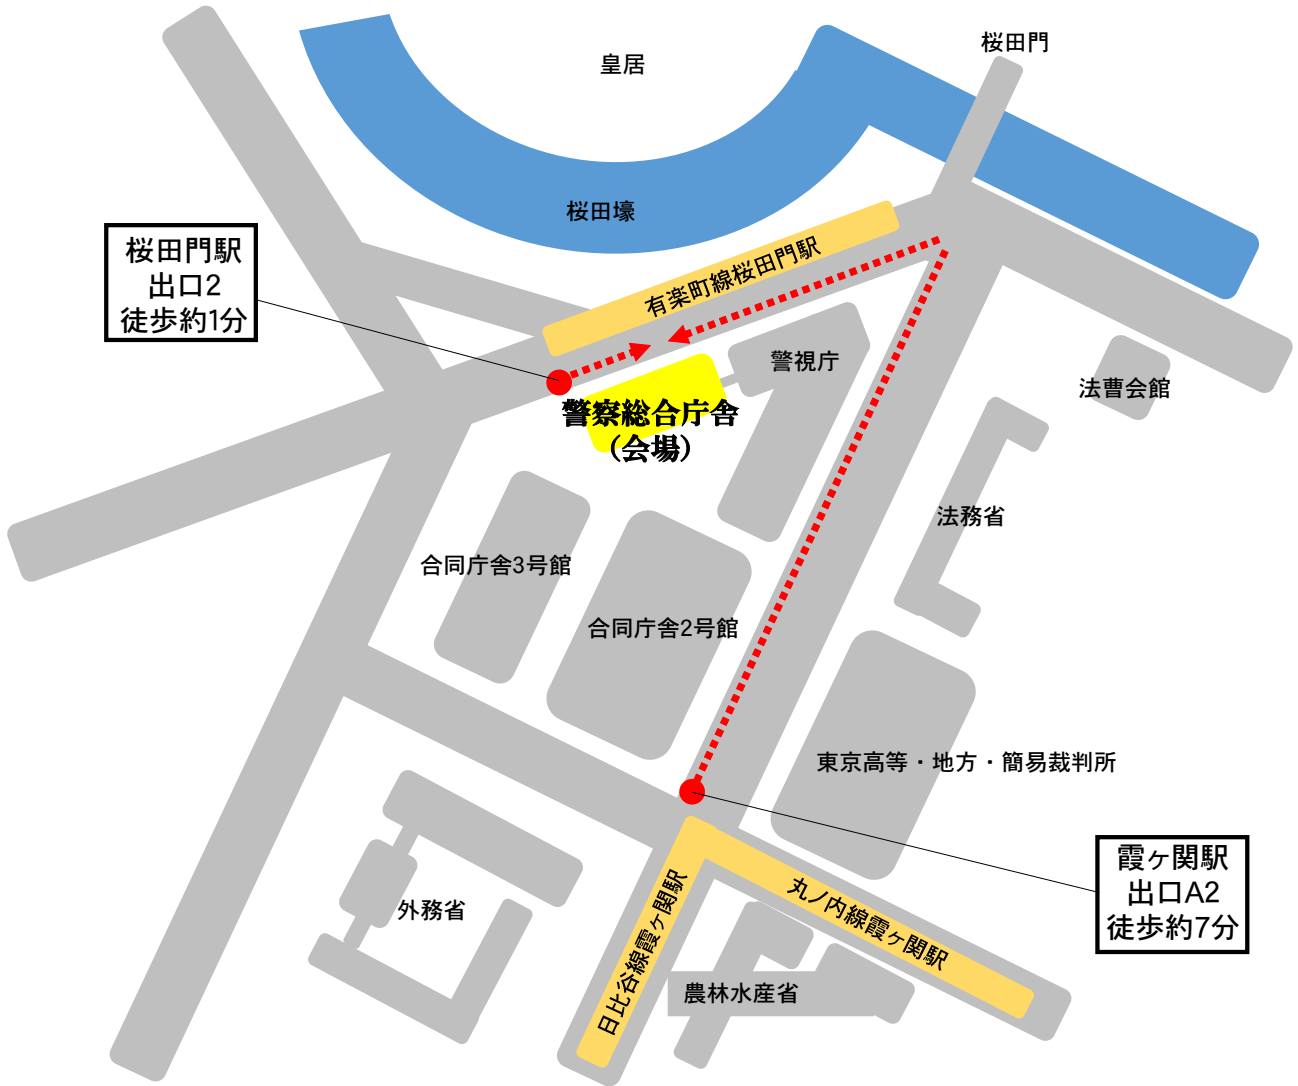 桜田門
皇居
桜田壕
桜田門駅
出口2
徒歩約1分
有楽町線桜田門駅
警視庁
法曹会館
警察総合庁舎
(会場)
法務省
合同庁舎3号館
合同庁舎2号館
東京高等・地方・簡易裁判所
霞ヶ関駅
出口A2
徒歩約7分
丸ノ内線霞ヶ関駅
日比谷線霞ヶ関駅
外務省
農林水産省